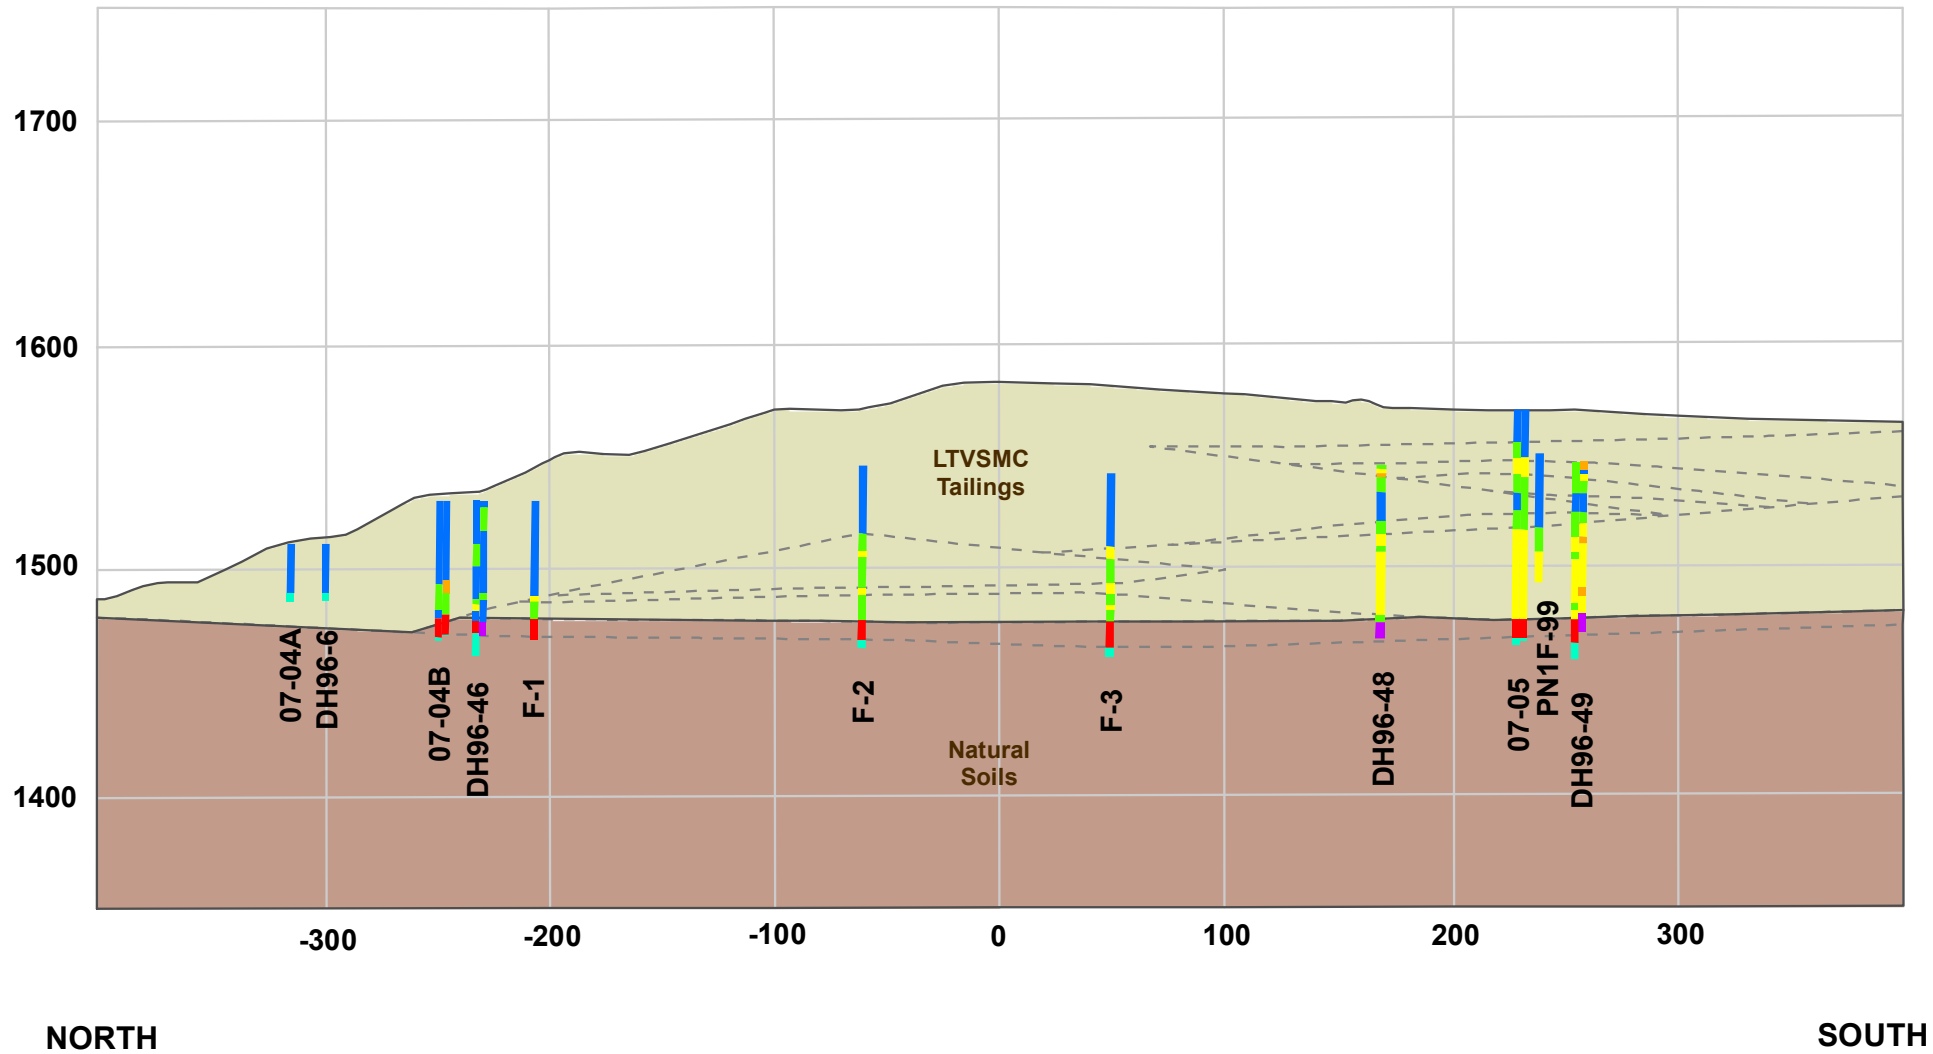 1700
1600
1500
1400
LTVSMC
Tailings
Natural
Soils
07-04A
DH96-6
07-04B
DH96-46
F-1
F-2
F-3
DH96-48
07-05
PN1F-99
DH96-49
-300
-200
-100
0
100
200
300
NORTH
SOUTH